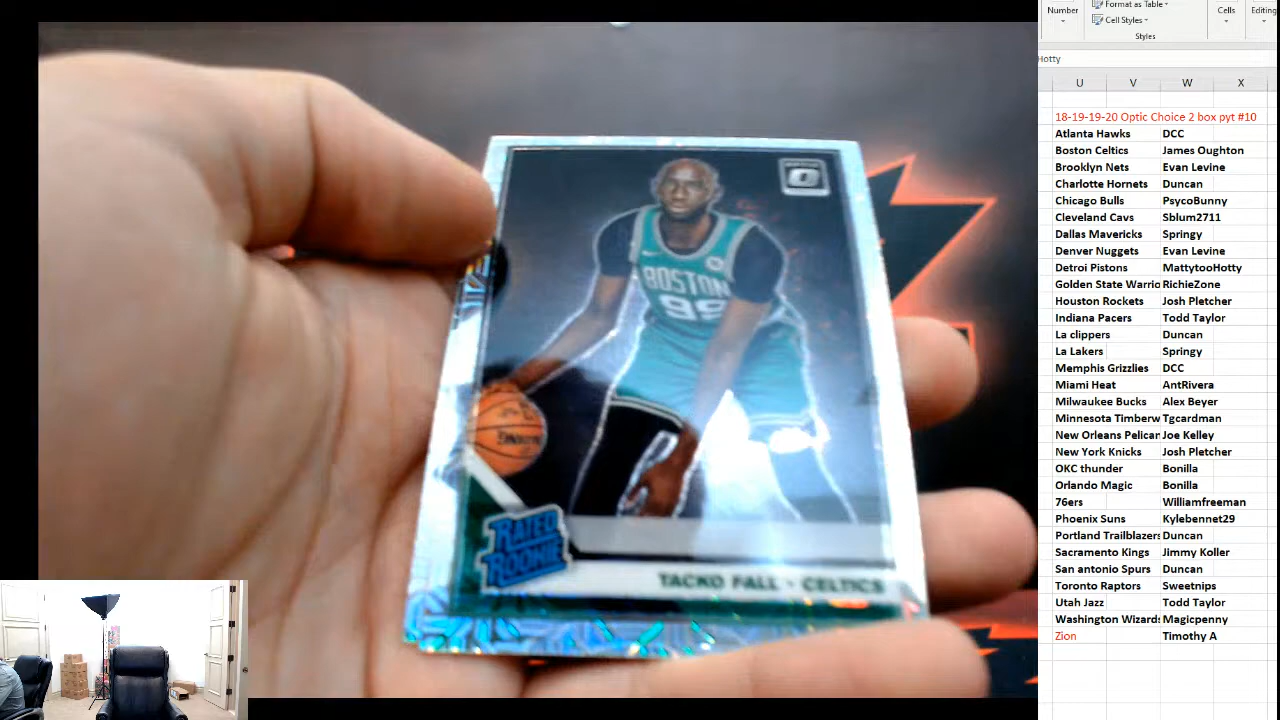 Number
Format as Table
Cell Styles
Styles
Cells
Editing
Hotty
U V W X
18-19-19-20 Optic Choice 2 box pyt #10
Atlanta Hawks DCC
Boston Celtics James Oughton
Brooklyn Nets Evan Levine
Charlotte Hornets Duncan
Chicago Bulls PsycoBunny
Cleveland Cavs Sblum2711
Dallas Mavericks Springy
Denver Nuggets Evan Levine
Detroi Pistons MattytooHotty
Golden State Warrio RichieZone
Houston Rockets Josh Pletcher
Indiana Pacers Todd Taylor
La clippers Duncan
La Lakers Springy
Memphis Grizzlies DCC
Miami Heat AntRivera
Milwaukee Bucks Alex Beyer
Minnesota Timberw Tgcardman
New Orleans Pelican Joe Kelley
New York Knicks Josh Pletcher
OKC thunder Bonilla
Orlando Magic Bonilla
76ers Williamfreeman
Phoenix Suns Kylebennet29
Portland Trailblazers Duncan
Sacramento Kings Jimmy Koller
San antonio Spurs Duncan
Toronto Raptors Sweetnips
Utah Jazz Todd Taylor
Washington Wizards Magicpenny
Zion Timothy A
BOSTON
99
RATED
ROOKIE
TACKO FALL - CELTICS